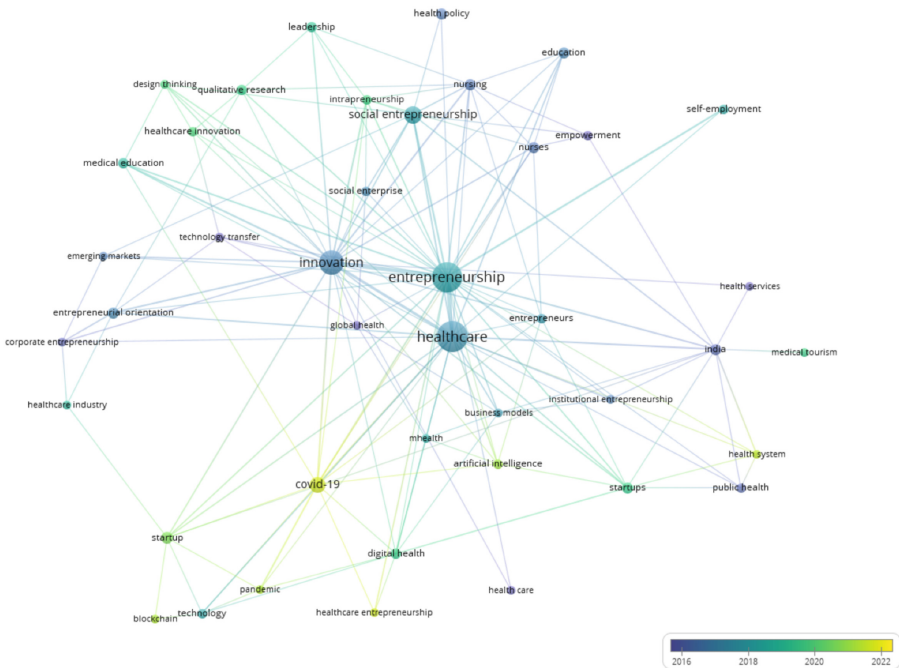 health policy
leadership
education
design thinking
qualitative research
nursing
intrapreneurship
social entrepreneurship
self-employment
healthcare innovation
empowerment
nurses
medical education
social enterprise
technology transfer
emerging markets
innovation
entrepreneurship
health services
entrepreneurial orientation
global health
entrepreneurs
corporate entrepreneurship
healthcare
india
medical tourism
healthcare industry
institutional entrepreneurship
business models
mhealth
health system
artificial intelligence
covid-19
startups
public health
startup
digital health
pandemic
health care
blockchain
technology
healthcare entrepreneurship
2016 2018 2020 2022